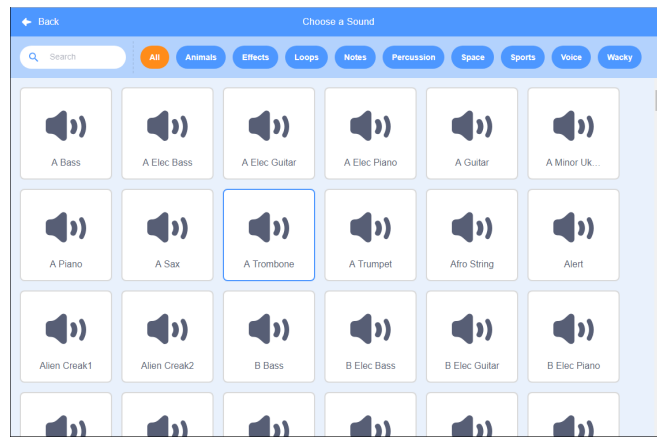 Back
Choose a Sound
Search
All Animals Effects Loops Notes Percussion Space Sports Voice Wacky
A Bass A Elec Bass A Elec Guitar A Elec Piano A Guitar A Minor Uk...
A Piano A Sax A Trombone A Trumpet Afro String Alert
Alien Creak1 Alien Creak2 B Bass B Elec Bass B Elec Guitar B Elec Piano